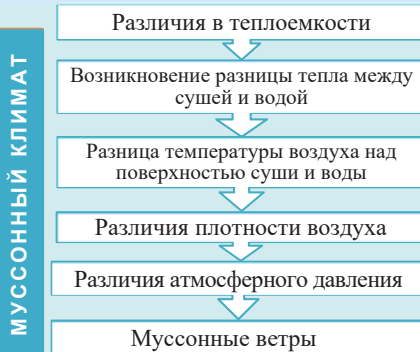 МУССОННЫЙ КЛИМАТ
Различия в теплоемкости
Возникновение разницы тепла между
сушей и водой
Разница температуры воздуха над
поверхностью суши и воды
Различия плотности воздуха
Различия атмосферного давления
Муссонные ветры